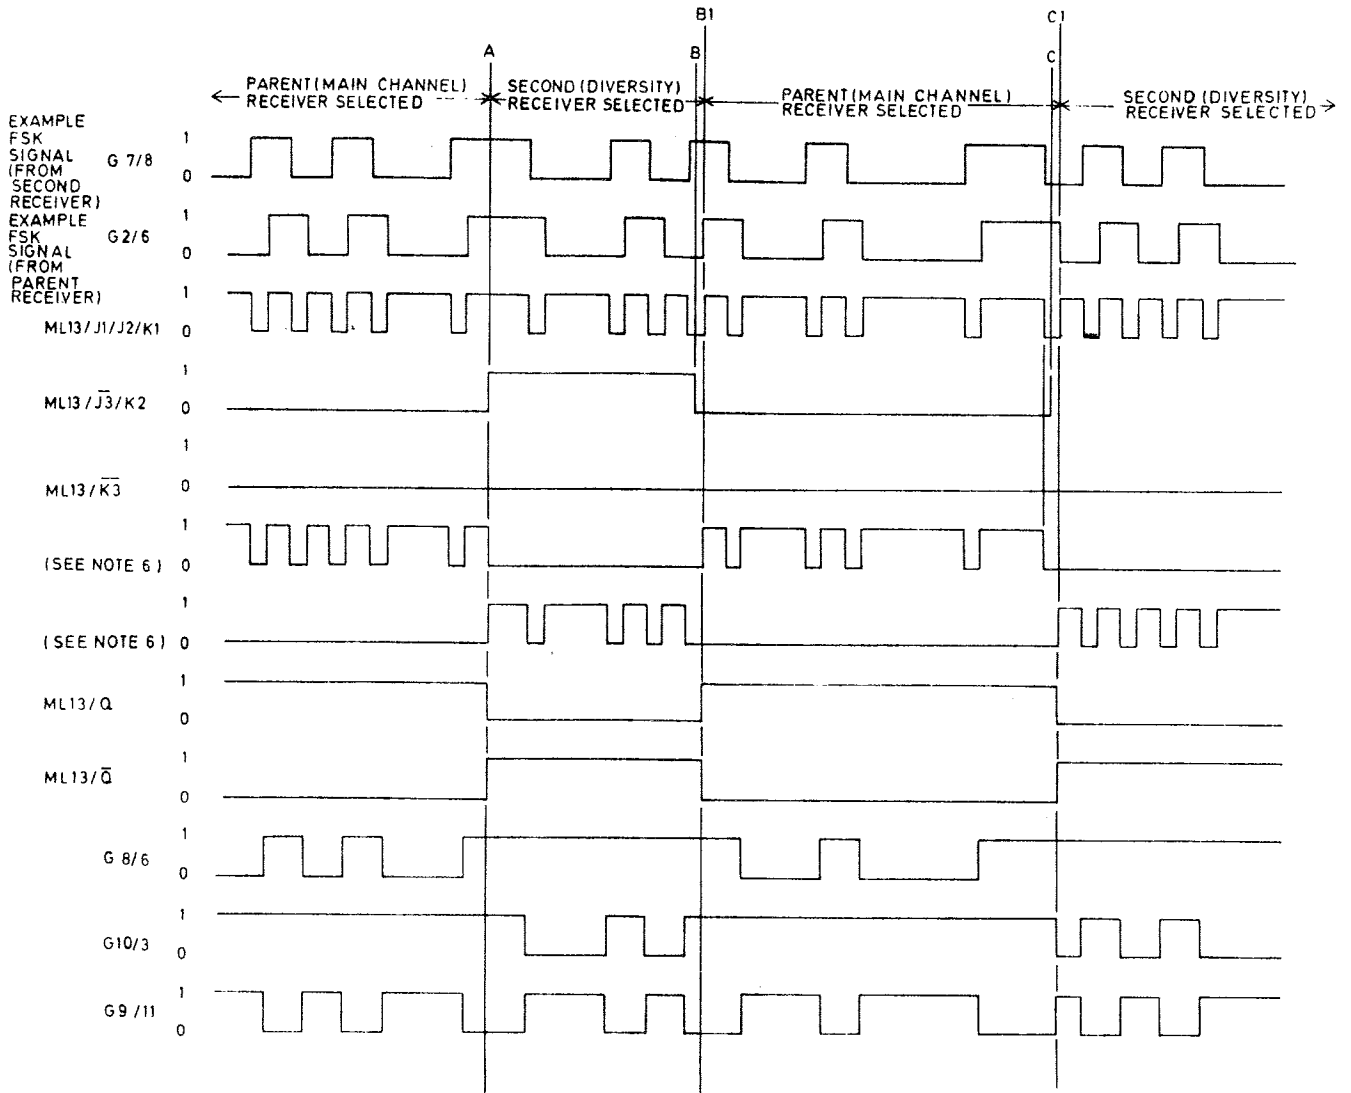 B1
C1
A
B
C
PARENT (MAIN CHANNEL)
RECEIVER SELECTED
SECOND (DIVERSITY)
RECEIVER SELECTED
PARENT (MAIN CHANNEL)
RECEIVER SELECTED
SECOND (DIVERSITY)
RECEIVER SELECTED
EXAMPLE
FSK
SIGNAL
(FROM
SECOND
RECEIVER)
G 7/8
1
0
EXAMPLE
FSK
SIGNAL
(FROM
PARENT
RECEIVER)
G2/6
1
0
ML13/J1/J2/K1
1
0
ML13/J̅3̅/K2
1
0
ML13/K̅3̅
1
0
(SEE NOTE 6)
1
0
(SEE NOTE 6)
1
0
ML13/Q
1
0
ML13/Q̅
1
0
G 8/6
1
0
G10/3
1
0
G9/11
1
0